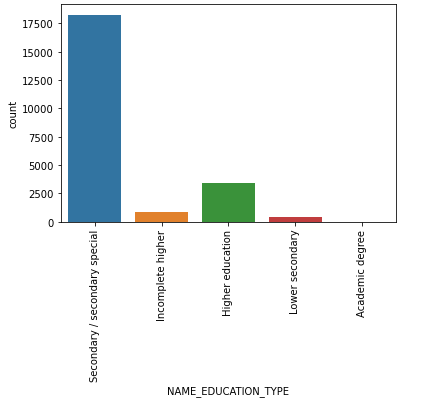 17500
15000
12500
10000
7500
5000
2500
0
count
Secondary / secondary special
Incomplete higher
Higher education
Lower secondary
Academic degree
NAME_EDUCATION_TYPE